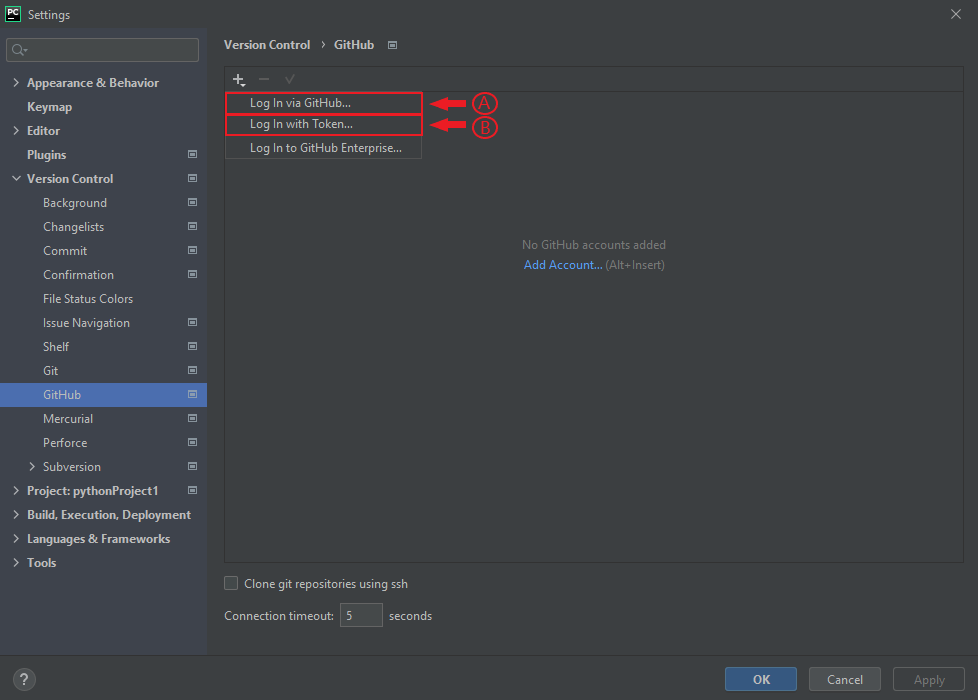 PC
Settings
Version Control › GitHub
Appearance & Behavior
Keymap
Editor
Plugins
Version Control
Background
Changelists
Commit
Confirmation
File Status Colors
Issue Navigation
Shelf
Git
GitHub
Mercurial
Perforce
Subversion
Project: pythonProject1
Build, Execution, Deployment
Languages & Frameworks
Tools
Log In via GitHub...
A
Log In with Token...
B
Log In to GitHub Enterprise...
No GitHub accounts added
Add Account... (Alt+Insert)
Clone git repositories using ssh
Connection timeout: 5 seconds
?
OK
Cancel
Apply